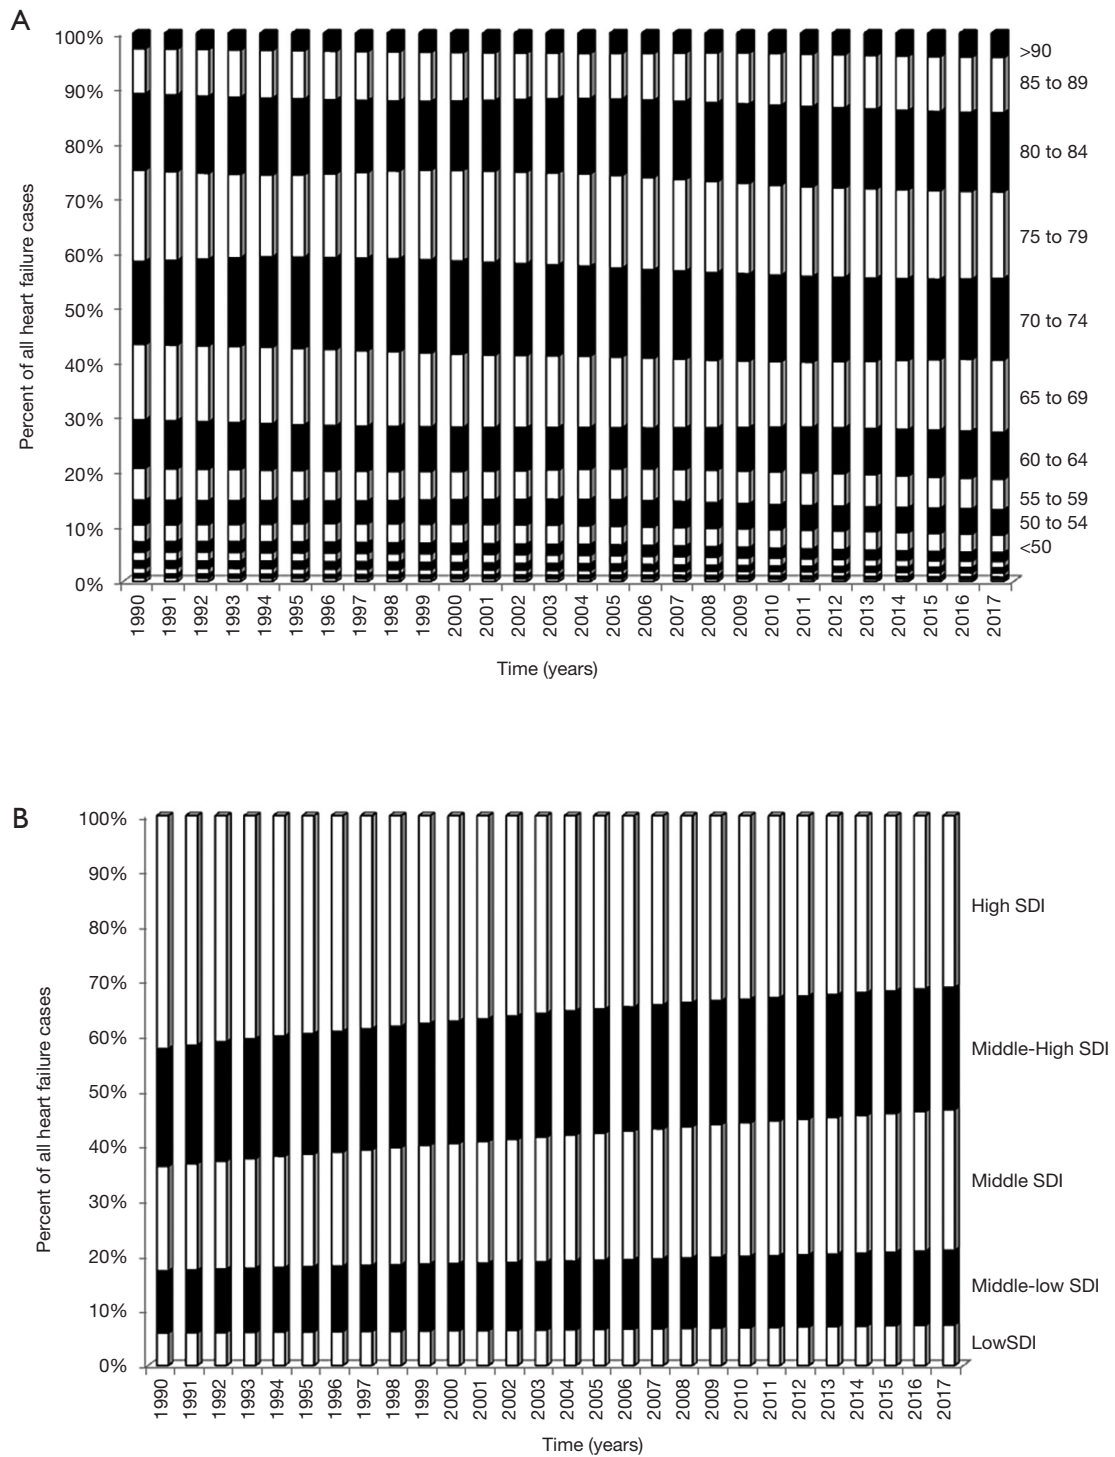 A
Percent of all heart failure cases
100%
90%
80%
70%
60%
50%
40%
30%
20%
10%
0%
>90
85 to 89
80 to 84
75 to 79
70 to 74
65 to 69
60 to 64
55 to 59
50 to 54
<50
1990 1991 1992 1993 1994 1995 1996 1997 1998 1999 2000 2001 2002 2003 2004 2005 2006 2007 2008 2009 2010 2011 2012 2013 2014 2015 2016 2017
Time (years)
B
Percent of all heart failure cases
100%
90%
80%
70%
60%
50%
40%
30%
20%
10%
0%
High SDI
Middle-High SDI
Middle SDI
Middle-low SDI
LowSDI
1990 1991 1992 1993 1994 1995 1996 1997 1998 1999 2000 2001 2002 2003 2004 2005 2006 2007 2008 2009 2010 2011 2012 2013 2014 2015 2016 2017
Time (years)